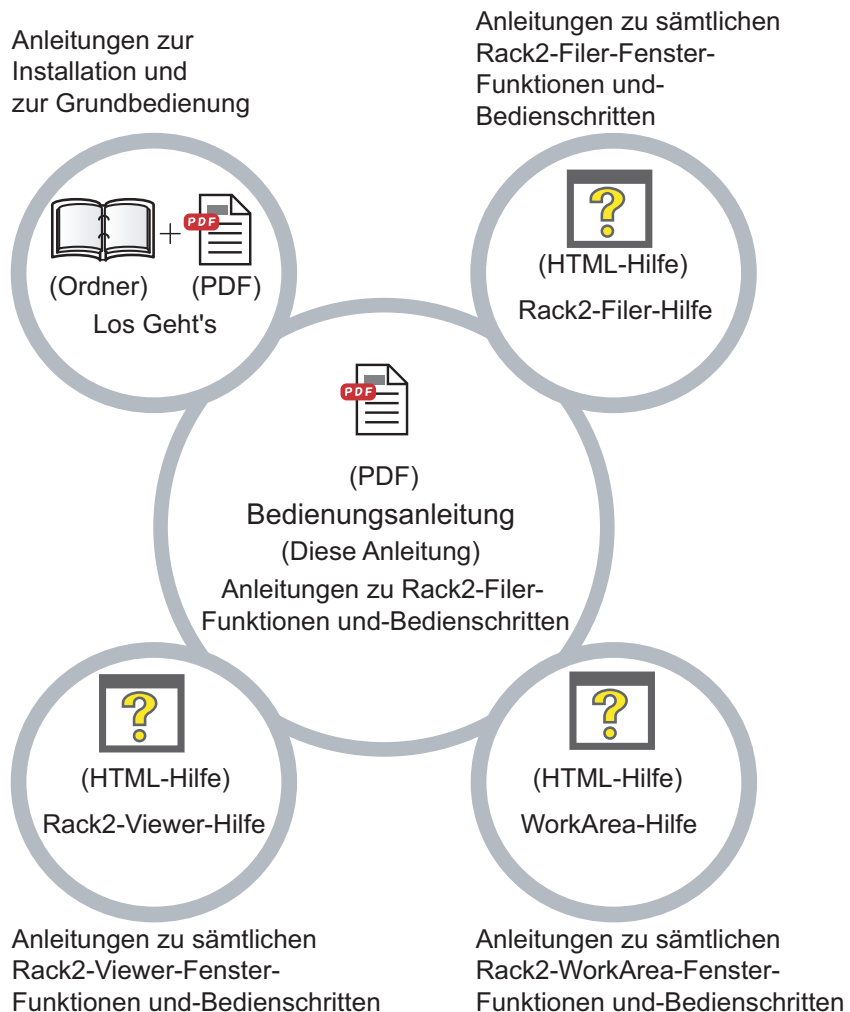 Anleitungen zur
Installation und
zur Grundbedienung
PDF
(Ordner)
+
(PDF)
Los Geht's
Anleitungen zu sämtlichen
Rack2-Filer-Fenster-
Funktionen und-
Bedienschritten
?
(HTML-Hilfe)
Rack2-Filer-Hilfe
PDF
(PDF)
Bedienungsanleitung
(Diese Anleitung)
Anleitungen zu Rack2-Filer-
Funktionen und-Bedienschritten
?
(HTML-Hilfe)
Rack2-Viewer-Hilfe
Anleitungen zu sämtlichen
Rack2-Viewer-Fenster-
Funktionen und-Bedienschritten
?
(HTML-Hilfe)
WorkArea-Hilfe
Anleitungen zu sämtlichen
Rack2-WorkArea-Fenster-
Funktionen und-Bedienschritten